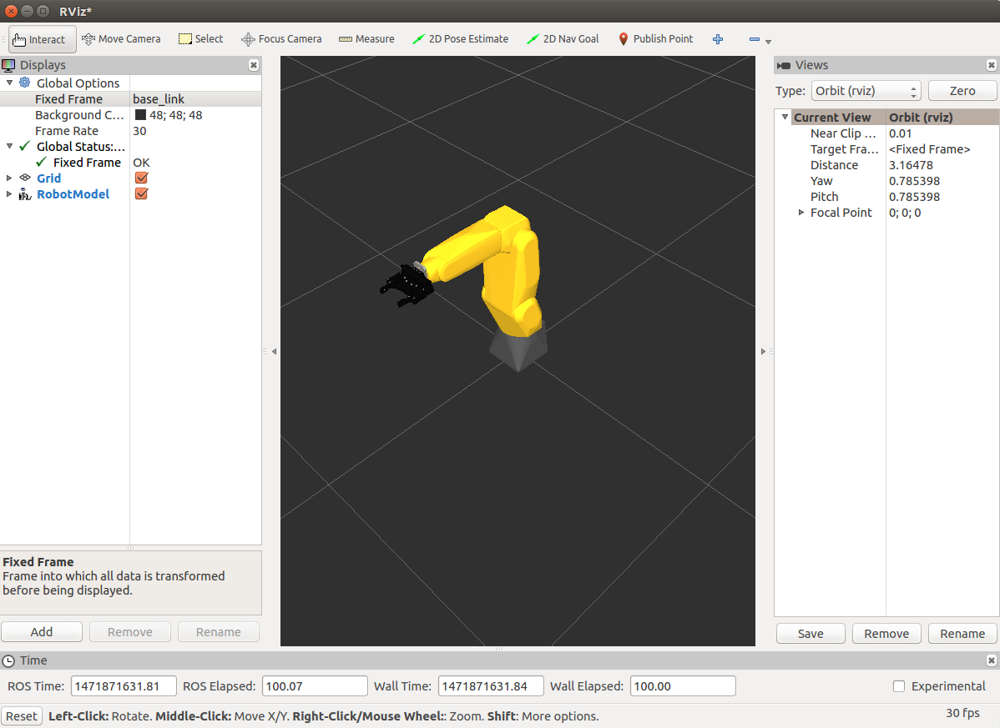 RViz*
Interact Move Camera Select Focus Camera Measure 2D Pose Estimate 2D Nav Goal Publish Point
Displays
Global Options
Fixed Frame base_link
Background C... 48; 48; 48
Frame Rate 30
Global Status:...
Fixed Frame OK
Grid
RobotModel
Fixed Frame
Frame into which all data is transformed
before being displayed.
Add Remove Rename
Views
Type: Orbit (rviz) Zero
Current View Orbit (rviz)
Near Clip ... 0.01
Target Fra... <Fixed Frame>
Distance 3.16478
Yaw 0.785398
Pitch 0.785398
Focal Point 0; 0; 0
Save Remove Rename
Time
ROS Time: 1471871631.81 ROS Elapsed: 100.07 Wall Time: 1471871631.84 Wall Elapsed: 100.00 Experimental
Reset Left-Click: Rotate. Middle-Click: Move X/Y. Right-Click/Mouse Wheel:: Zoom. Shift: More options. 30 fps